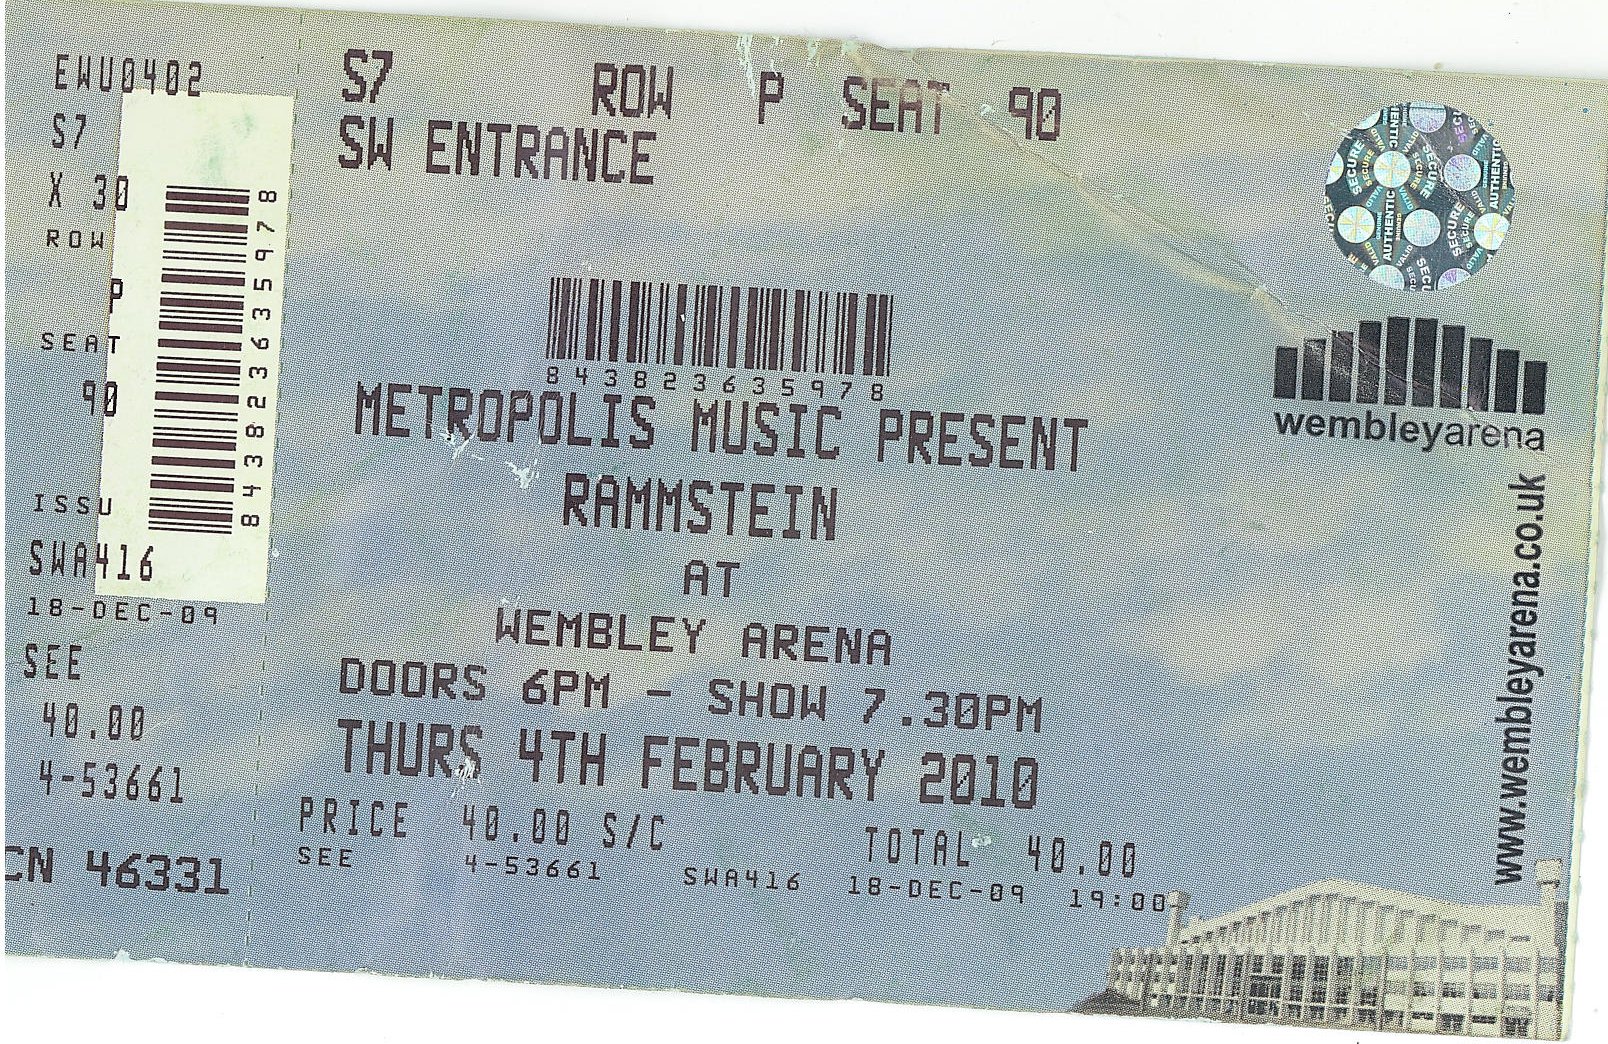 EWU0402
S7
X 30
ROW
P
SEAT
90
ISSU
SWA416
18-DEC-09
SEE
40.00
4-53661
CN 46331
843823635978
S7 ROW P SEAT 90
SW ENTRANCE
843823635978
METROPOLIS MUSIC PRESENT
RAMMSTEIN
AT
WEMBLEY ARENA
DOORS 6PM - SHOW 7.30PM
THURS 4TH FEBRUARY 2010
PRICE 40.00 S/C TOTAL 40.00
SEE 4-53661 SWA416 18-DEC-09 19:00
SECURE
AUTHENTIC
VALID
wembleyarena
www.wembleyarena.co.uk